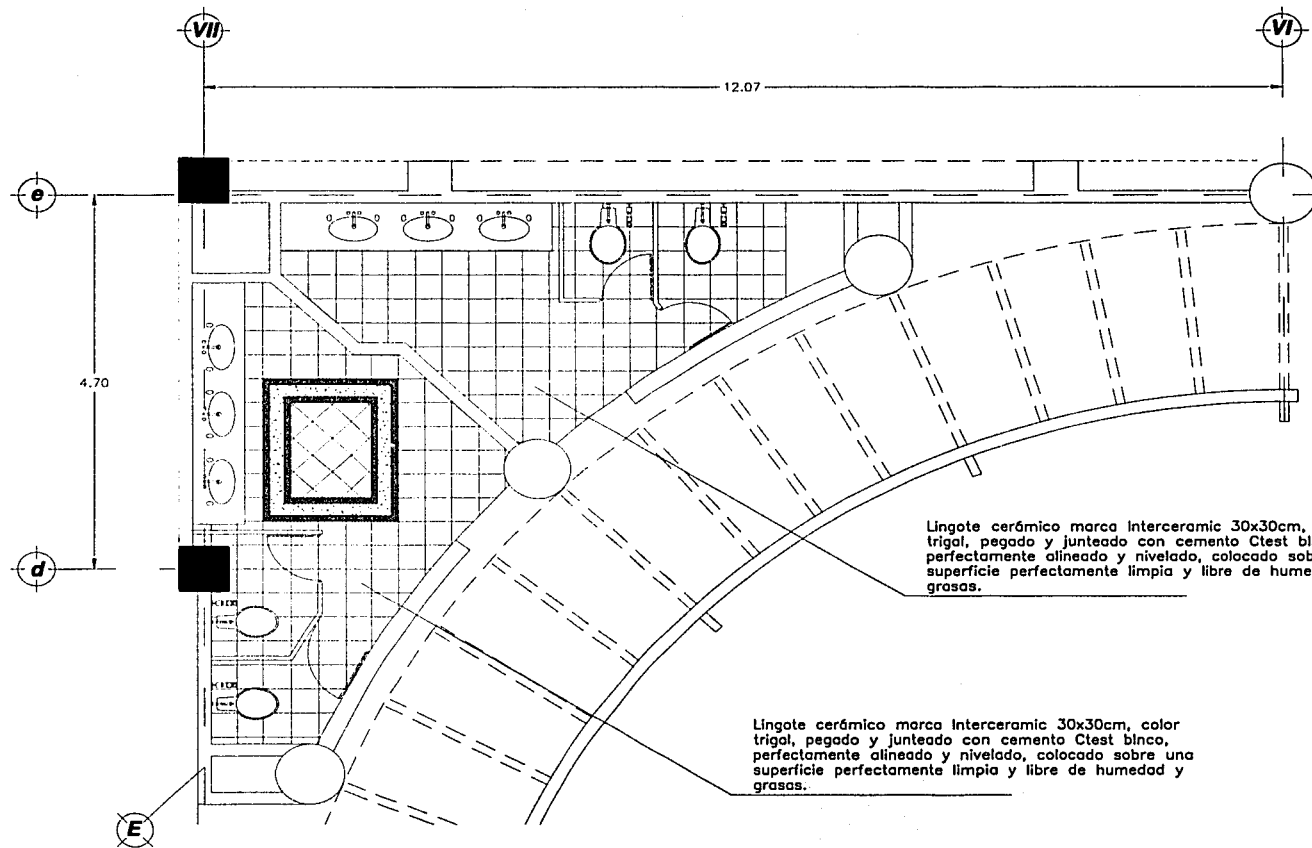 VII
VI
12.07
e
4.70
d
Lingote cerámico marca Interceramic 30x30cm,
trigal, pegado y junteado con cemento Ctest bl
perfectamente alineado y nivelado, colocado sob
superficie perfectamente limpia y libre de hume
grasas.
Lingote cerámico marca Interceramic 30x30cm, color
trigal, pegado y junteado con cemento Ctest blnco,
perfectamente alineado y nivelado, colocado sobre una
superficie perfectamente limpia y libre de humedad y
grasas.
E